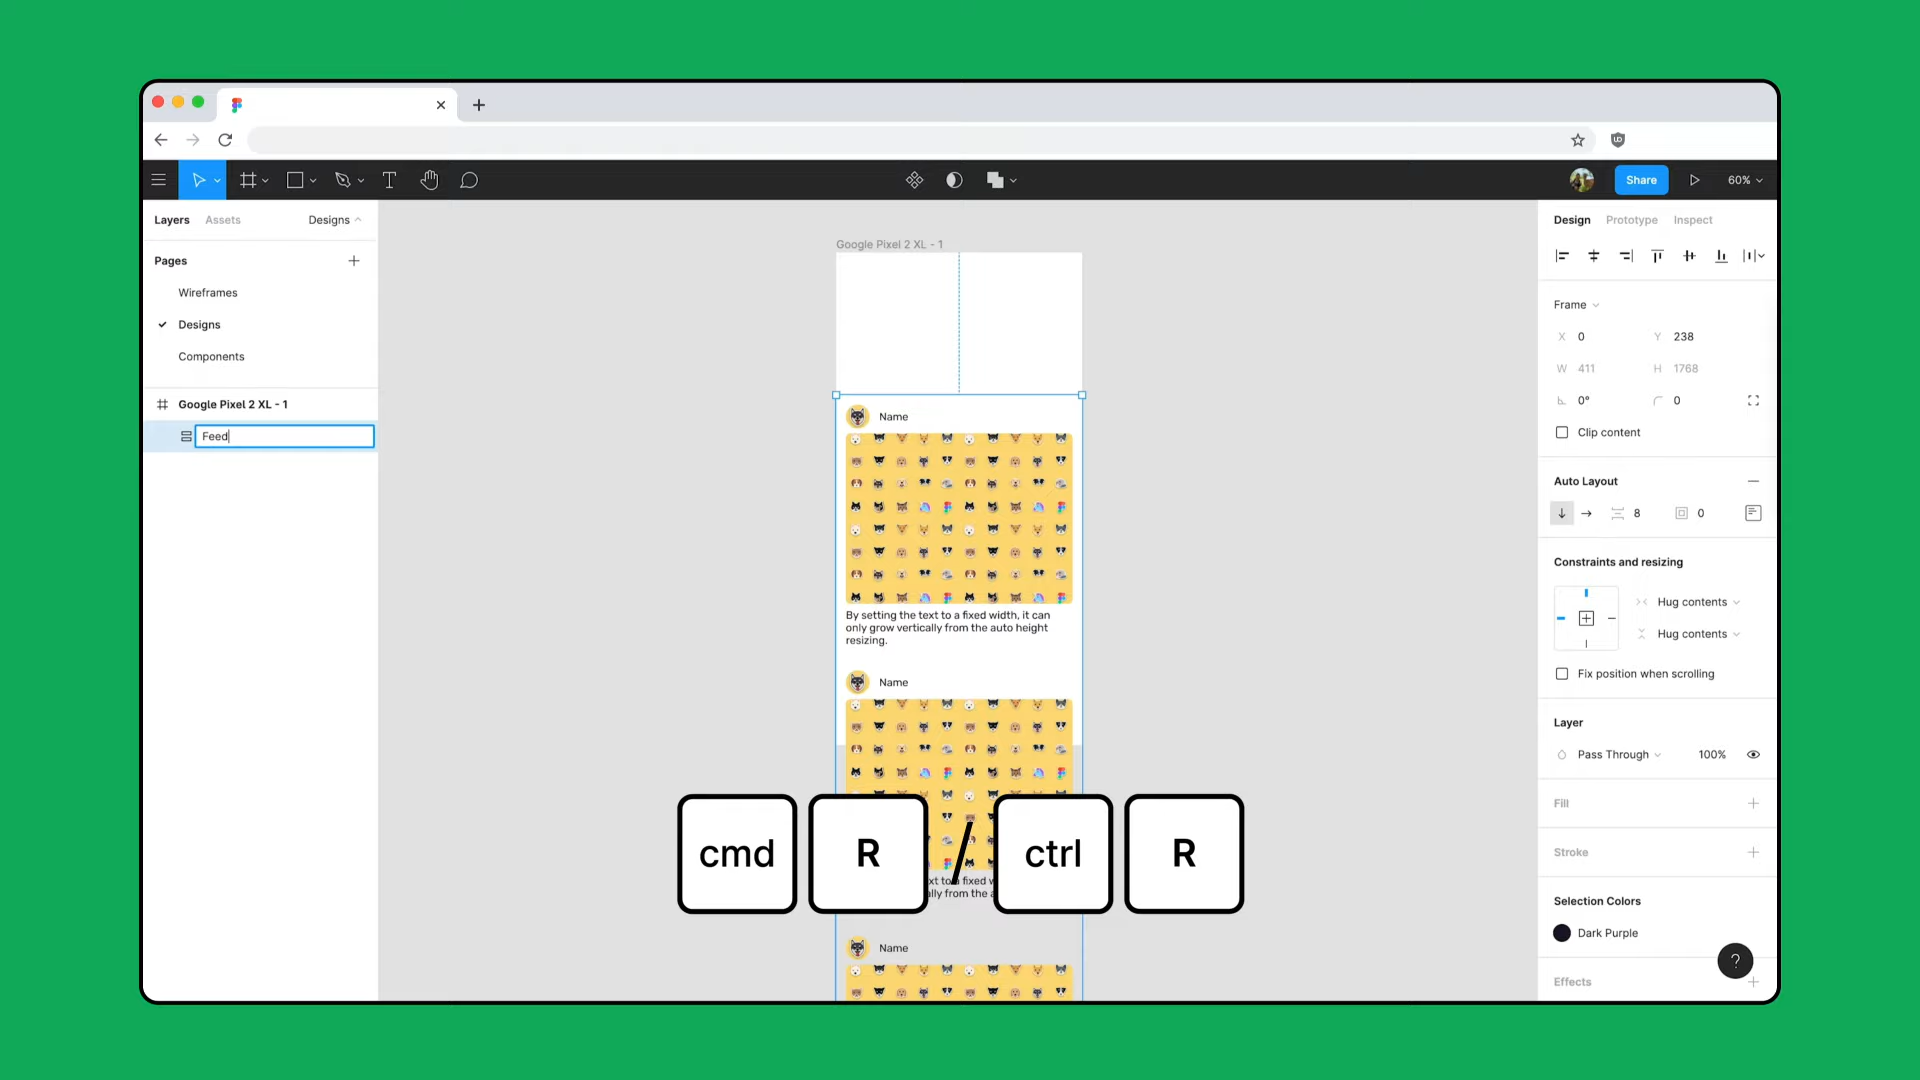 Share
60%
Layers
Assets
Designs
Pages
Wireframes
Designs
Components
Google Pixel 2 XL - 1
Feed
Google Pixel 2 XL - 1
Name
By setting the text to a fixed width, it can
only grow vertically from the auto height
resizing.
Name
cmd
R
/
ctrl
R
Name
Design
Prototype
Inspect
Frame
X 0
Y 238
W 411
H 1768
0°
0
Clip content
Auto Layout
8
0
Constraints and resizing
Hug contents
Hug contents
Fix position when scrolling
Layer
Pass Through
100%
Fill
Stroke
Selection Colors
Dark Purple
?
Effects